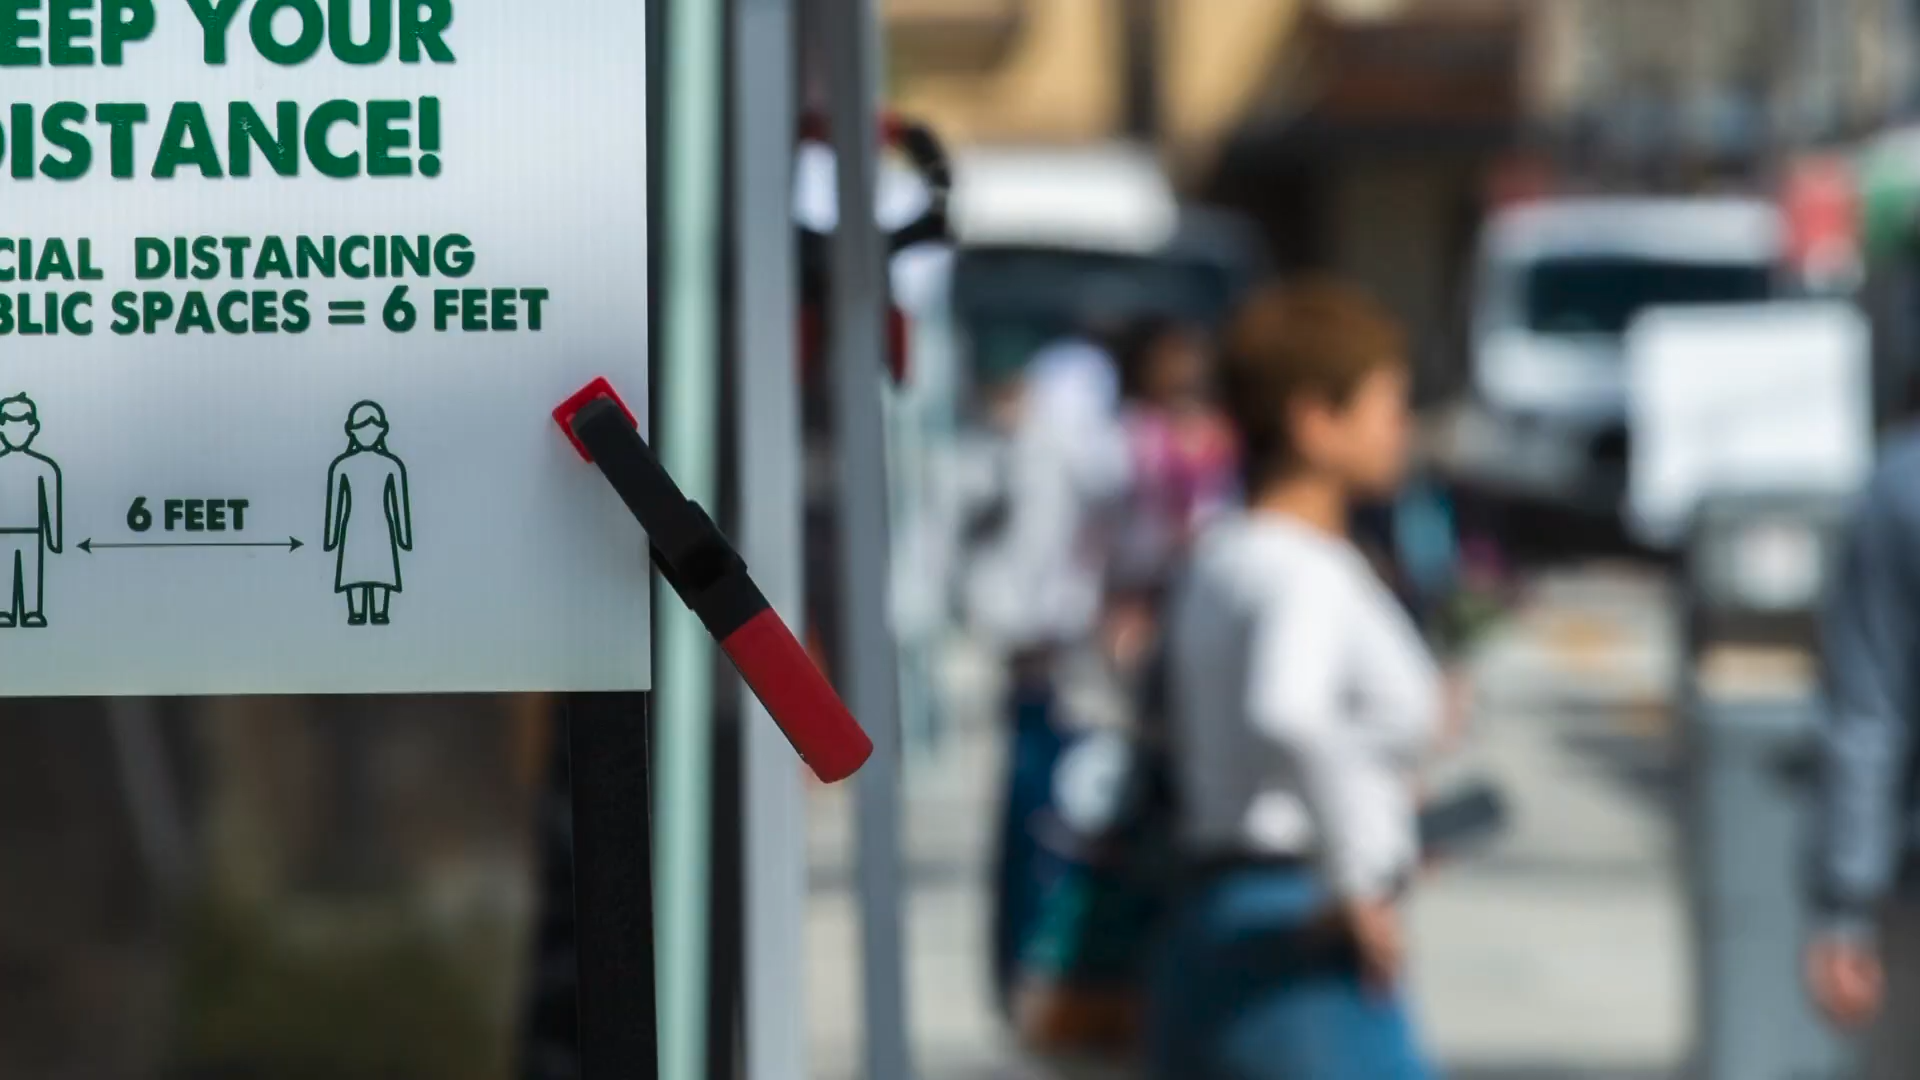 EEP YOUR
DISTANCE!
CIAL DISTANCING
BLIC SPACES = 6 FEET
6 FEET